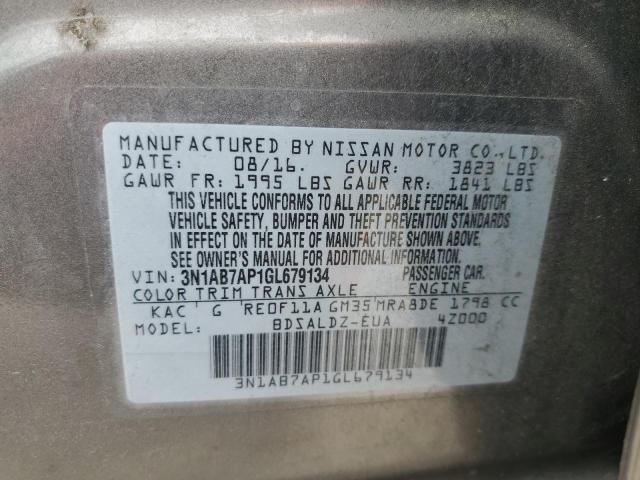 MANUFACTURED BY NISSAN MOTOR CO., LTD.
DATE: 08/16. GVWR: 3823 LBS
GAWR FR: 1995 LBS GAWR RR: 1841 LBS
THIS VEHICLE CONFORMS TO ALL APPLICABLE FEDERAL MOTOR
VEHICLE SAFETY, BUMPER AND THEFT PREVENTION STANDARDS
IN EFFECT ON THE DATE OF MANUFACTURE SHOWN ABOVE.
SEE OWNER'S MANUAL FOR ADDITIONAL INFORMATION.
VIN: 3N1AB7AP1GL679134 PASSENGER CAR.
COLOR TRIM TRANS AXLE ENGINE
KAC G RE0F11A GM35 MRA8DE 1798 CC
MODEL: BDSALDZ-EUA 4Z000
3N1AB7AP1GL679134